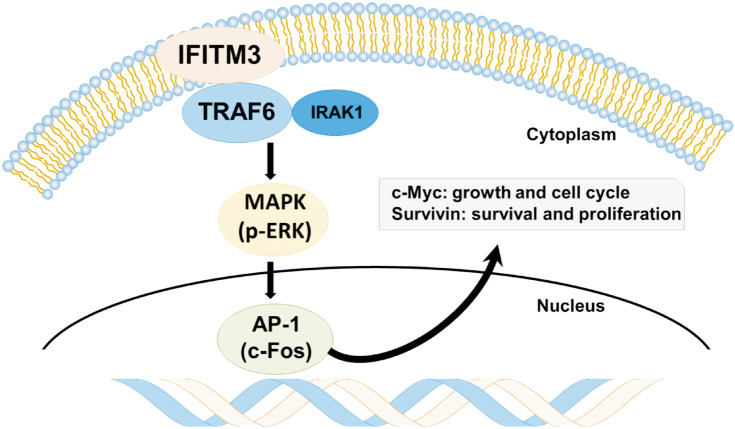 IFITM3
TRAF6
IRAK1
Cytoplasm
MAPK
(p-ERK)
c-Myc: growth and cell cycle
Survivin: survival and proliferation
Nucleus
AP-1
(c-Fos)